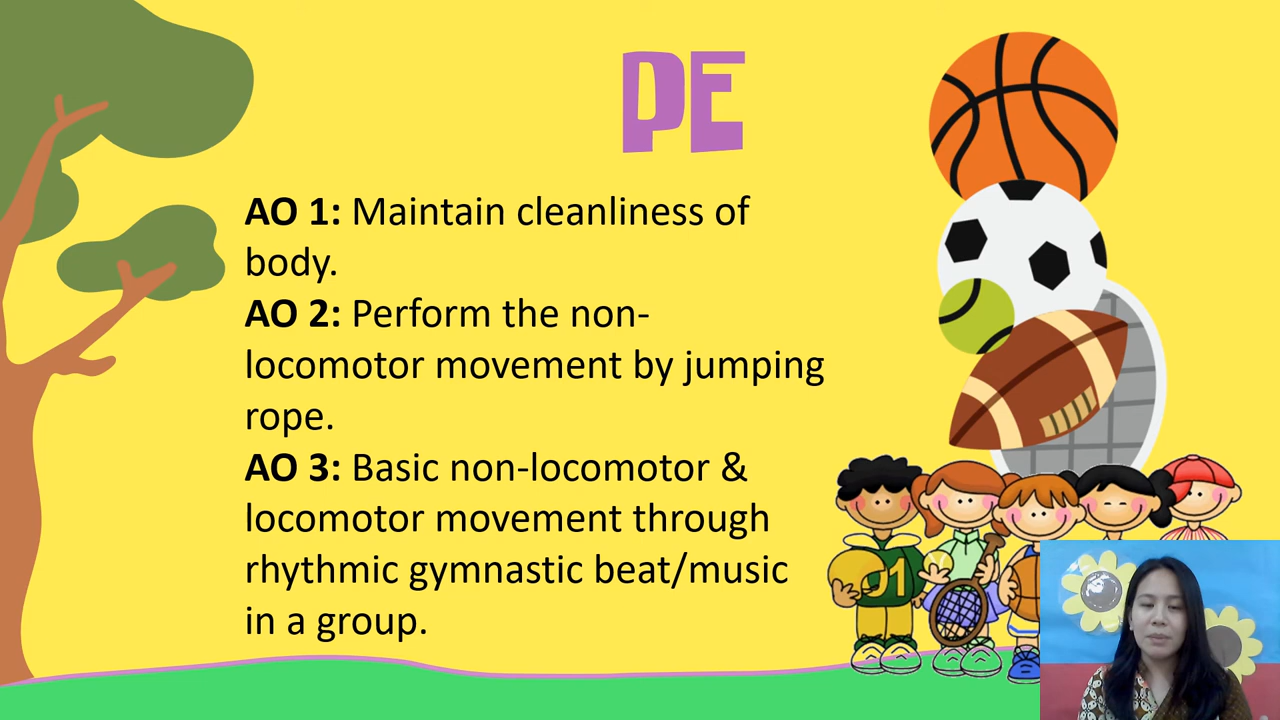 PE
AO 1: Maintain cleanliness of
body.
AO 2: Perform the non-
locomotor movement by jumping
rope.
AO 3: Basic non-locomotor &
locomotor movement through
rhythmic gymnastic beat/music
in a group.
01